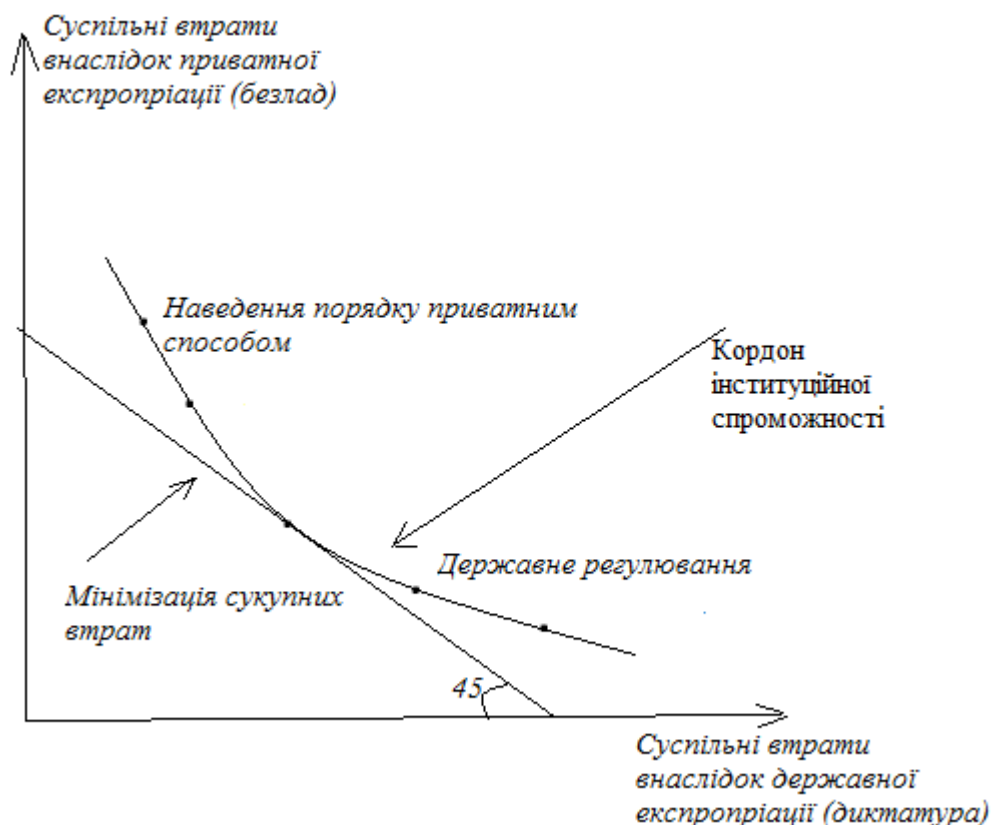 Суспільні втрати
внаслідок приватної
експропріації (безлад)
Наведення порядку приватним
способом
Кордон
інституційної
спроможності
Державне регулювання
Мінімізація сукупних
втрат
45
Суспільні втрати
внаслідок державної
експропріації (диктатура)